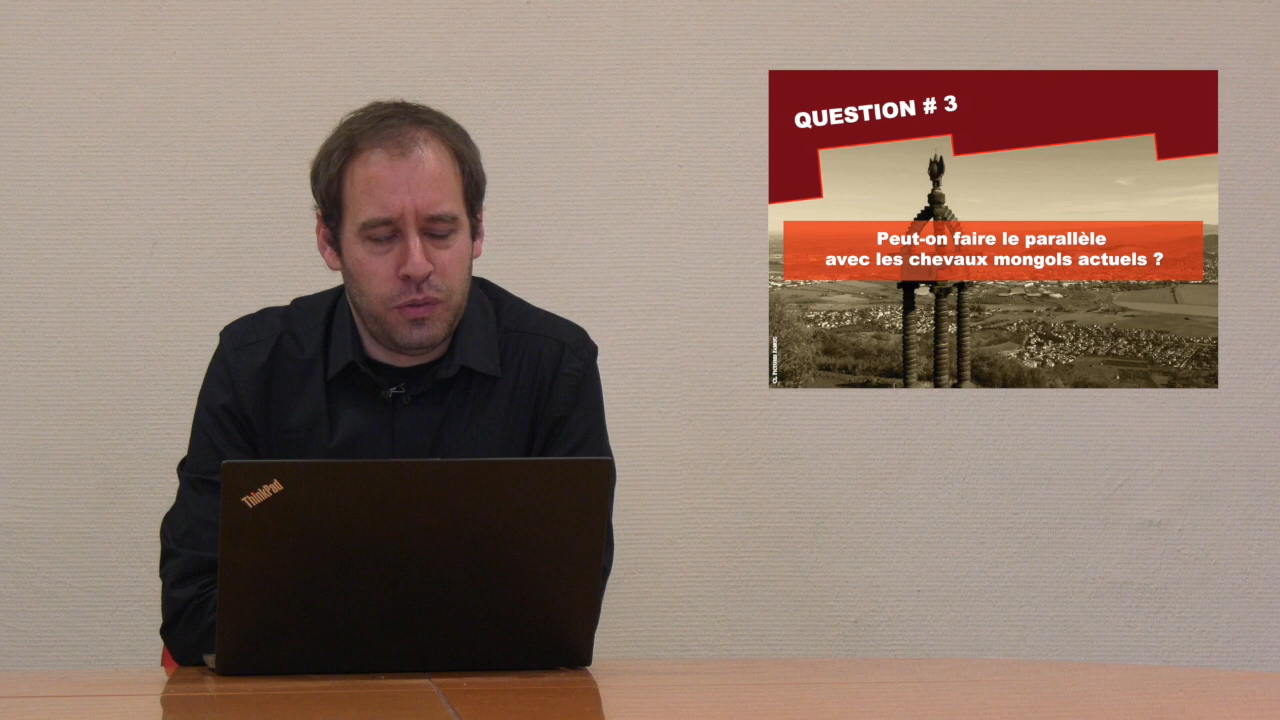 QUESTION # 3
Peut-on faire le parallèle
avec les chevaux mongols actuels ?
ThinkPad